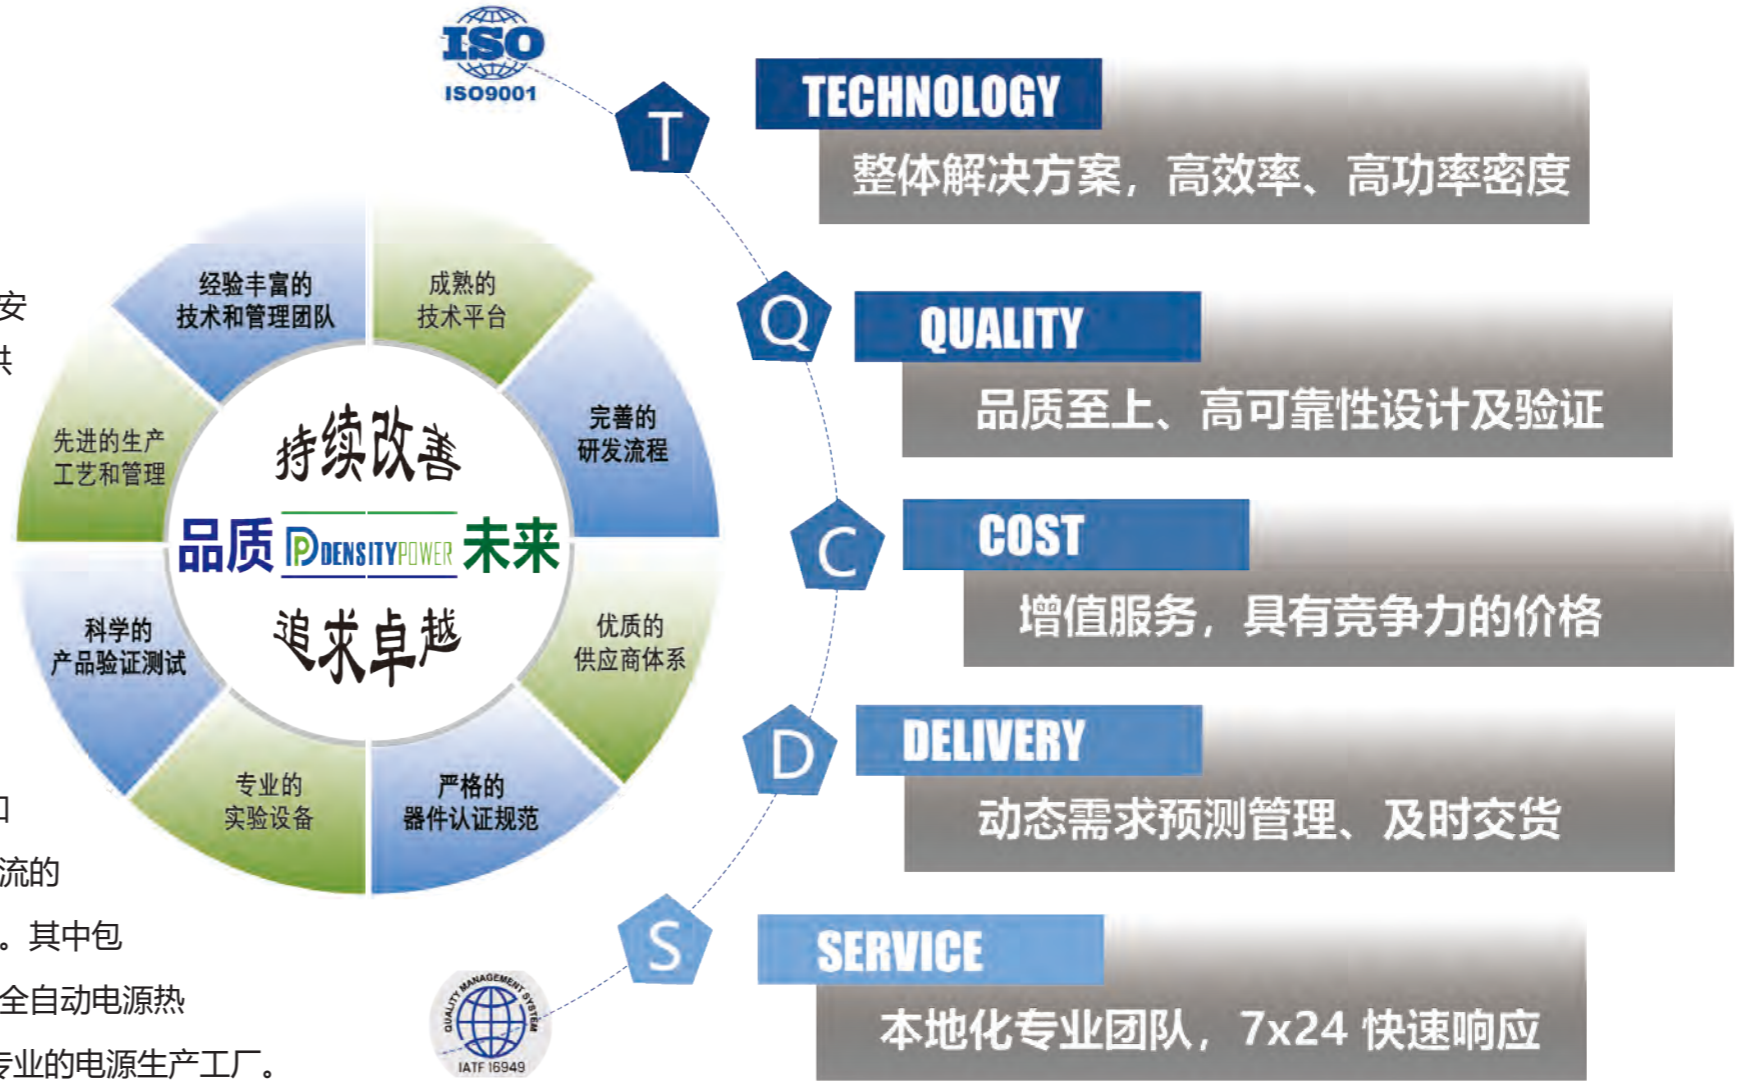 ISO
ISO9001
T
TECHNOLOGY
整体解决方案，高效率、高功率密度
Q
QUALITY
品质至上、高可靠性设计及验证
C
COST
增值服务，具有竞争力的价格
D
DELIVERY
动态需求预测管理、及时交货
S
SERVICE
本地化专业团队，7x24 快速响应
QUALITY MANAGEMENT SYSTEM
IATF 16949
经验丰富的
技术和管理团队
成熟的
技术平台
完善的
研发流程
优质的
供应商体系
严格的
器件认证规范
专业的
实验设备
科学的
产品验证测试
先进的生产
工艺和管理
持续改善
品质 DENSITYPOWER 未来
追求卓越
安
流的
。其中包
全自动电源热
专业的电源生产工厂。